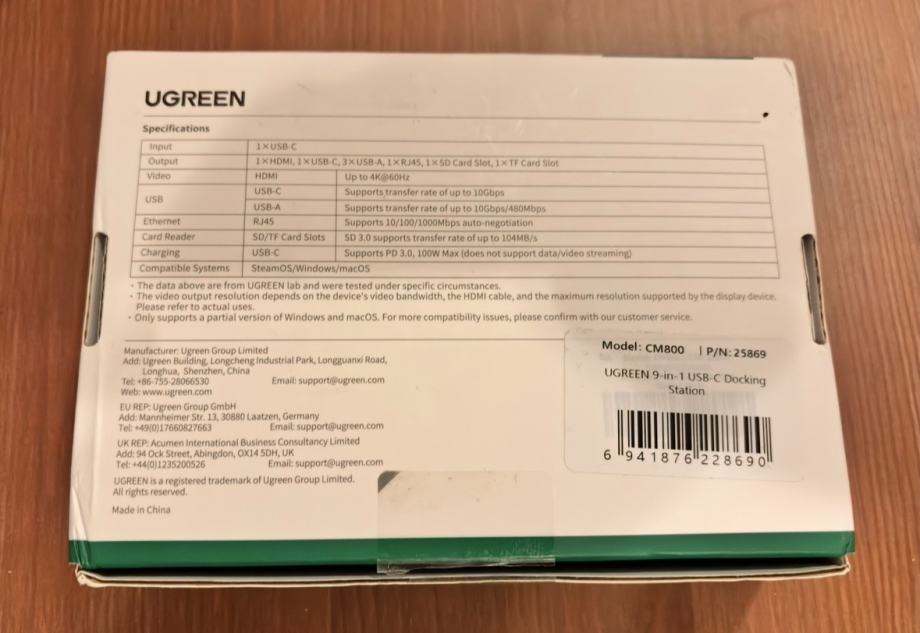 UGREEN
Specifications
Input 1×USB-C
Output 1×HDMI, 1×USB-C, 3×USB-A, 1×RJ45, 1×SD Card Slot, 1×TF Card Slot
Video HDMI Up to 4K@60Hz
USB USB-C Supports transfer rate of up to 10Gbps
USB-A Supports transfer rate of up to 10Gbps/480Mbps
Ethernet RJ45 Supports 10/100/1000Mbps auto-negotiation
Card Reader SD/TF Card Slots SD 3.0 supports transfer rate of up to 104MB/s
Charging USB-C Supports PD 3.0, 100W Max (does not support data/video streaming)
Compatible Systems SteamOS/Windows/macOS
· The data above are from UGREEN lab and were tested under specific circumstances.
· The video output resolution depends on the device's video bandwidth, the HDMI cable, and the maximum resolution supported by the display device.
Please refer to actual uses.
· Only supports a partial version of Windows and macOS. For more compatibility issues, please confirm with our customer service.
Manufacturer: Ugreen Group Limited
Add: Ugreen Building, Longcheng Industrial Park, Longguanxi Road,
Longhua, Shenzhen, China
Tel: +86-755-28066530 Email: support@ugreen.com
Web: www.ugreen.com
EU REP: Ugreen Group GmbH
Add: Mannheimer Str. 13, 30880 Laatzen, Germany
Tel: +49(0)17660827663 Email: support@ugreen.com
UK REP: Acumen International Business Consultancy Limited
Add: 94 Ock Street, Abingdon, OX14 5DH, UK
Tel: +44(0)1235200526 Email: support@ugreen.com
UGREEN is a registered trademark of Ugreen Group Limited.
All rights reserved.
Made in China
Model: CM800 | P/N: 25869
UGREEN 9-in-1 USB-C Docking
Station
6 941876 228690